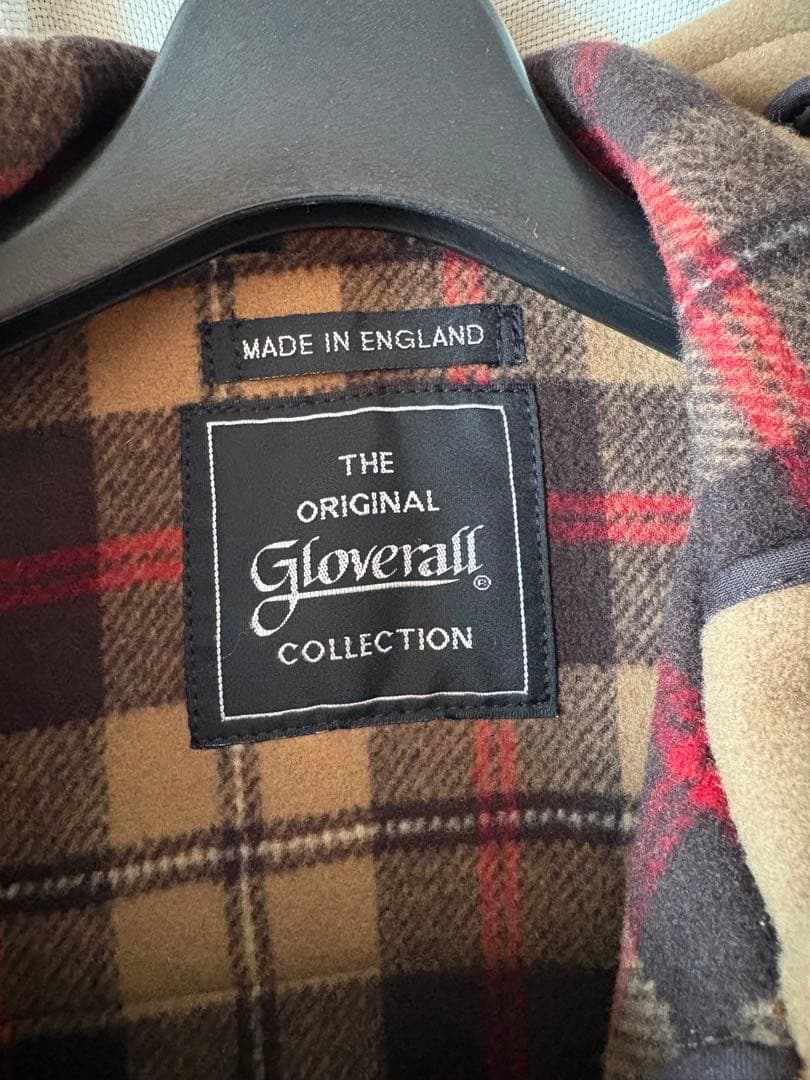 MADE IN ENGLAND
THE
ORIGINAL
Gloverall®
COLLECTION